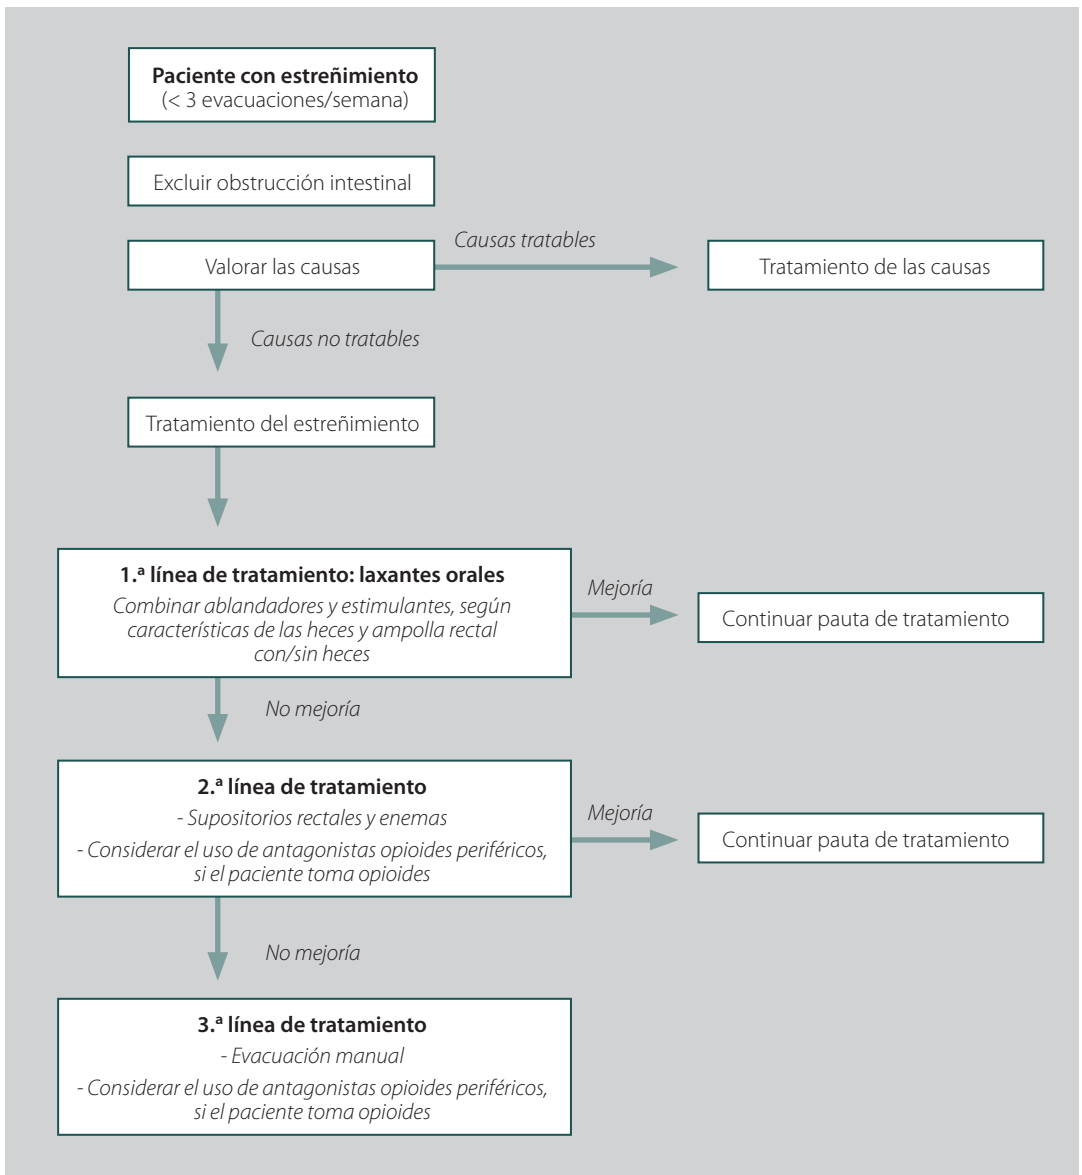 Paciente con estreñimiento
(< 3 evacuaciones/semana)
Excluir obstrucción intestinal
Valorar las causas
Causas tratables
Tratamiento de las causas
Causas no tratables
Tratamiento del estreñimiento
1.ª línea de tratamiento: laxantes orales
Combinar ablandadores y estimulantes, según
características de las heces y ampolla rectal
con/sin heces
Mejoría
Continuar pauta de tratamiento
No mejoría
2.ª línea de tratamiento
- Supositorios rectales y enemas
- Considerar el uso de antagonistas opioides periféricos,
si el paciente toma opioides
Mejoría
Continuar pauta de tratamiento
No mejoría
3.ª línea de tratamiento
- Evacuación manual
- Considerar el uso de antagonistas opioides periféricos,
si el paciente toma opioides